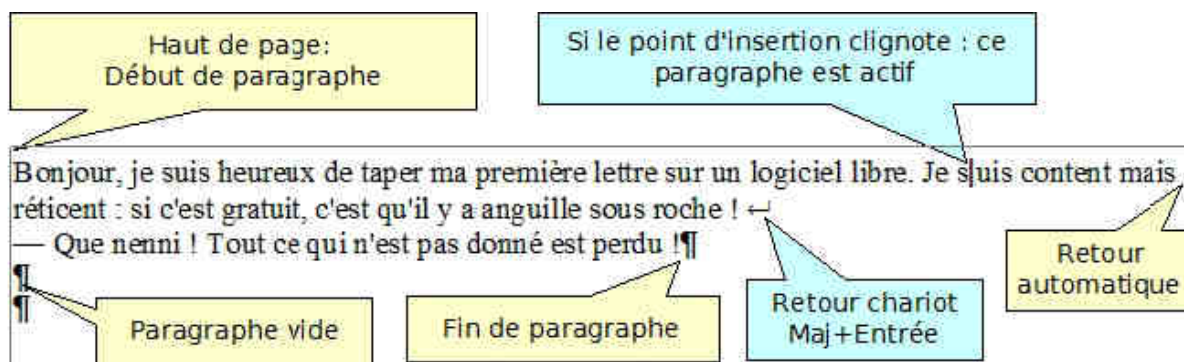 Haut de page:
Début de paragraphe
Si le point d'insertion clignote : ce
paragraphe est actif
Bonjour, je suis heureux de taper ma première lettre sur un logiciel libre. Je suis content mais
réticent : si c'est gratuit, c'est qu'il y a anguille sous roche ! ↵
— Que nenni ! Tout ce qui n'est pas donné est perdu !¶
¶
¶
Paragraphe vide
Fin de paragraphe
Retour chariot
Maj+Entrée
Retour
automatique